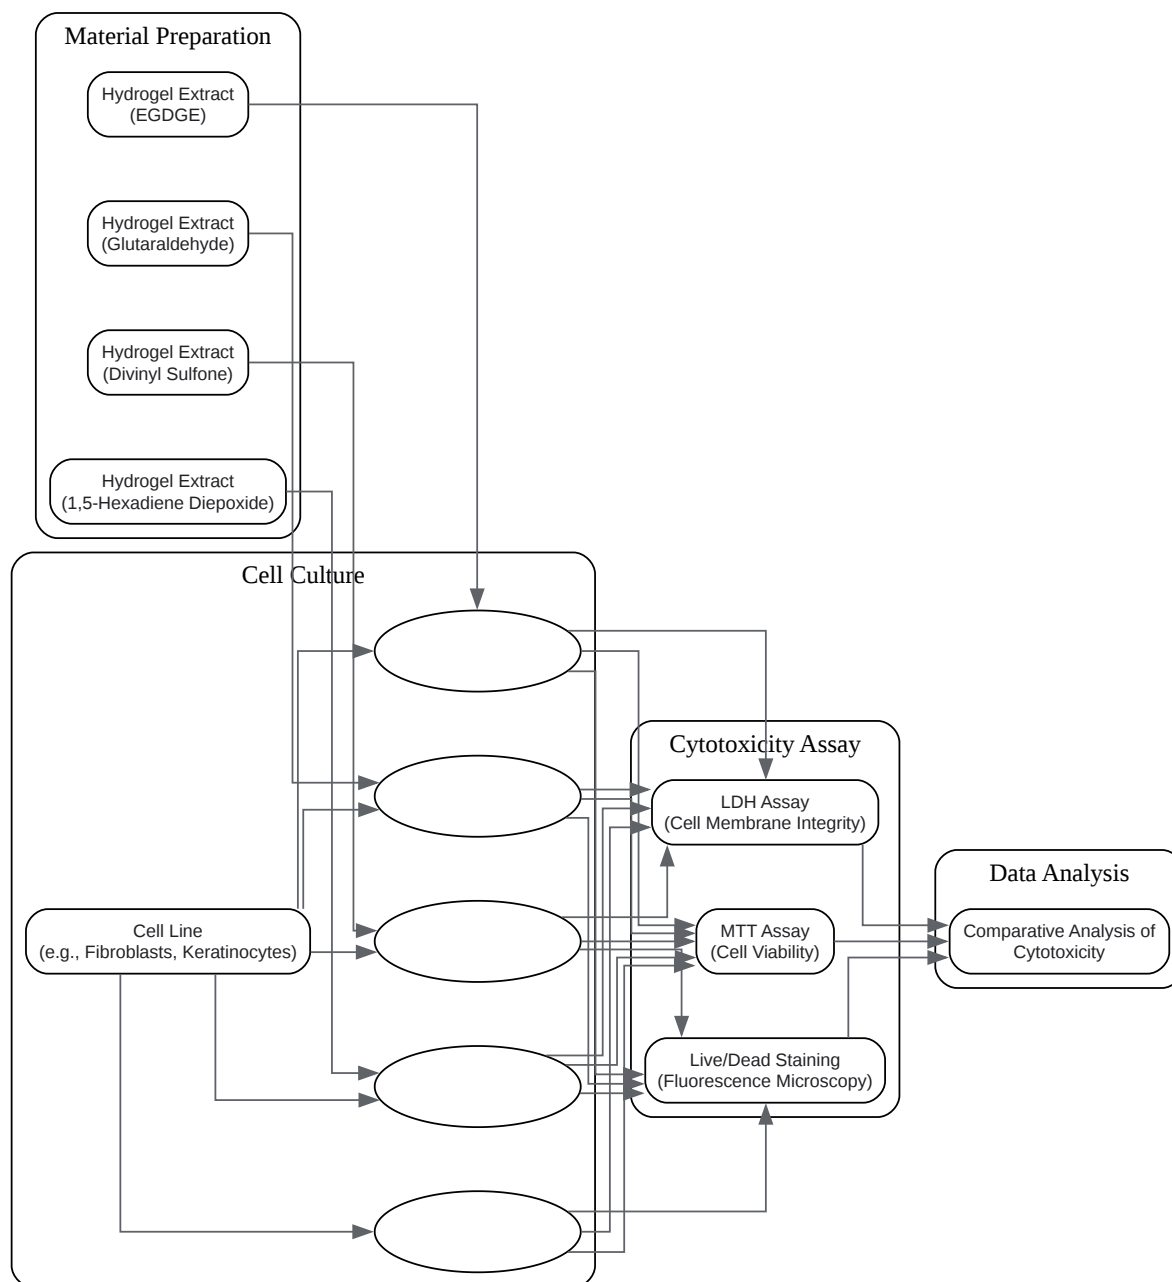 Material Preparation
Hydrogel Extract
(EGDGE)
Hydrogel Extract
(Glutaraldehyde)
Hydrogel Extract
(Divinyl Sulfone)
Hydrogel Extract
(1,5-Hexadiene Diepoxide)
Cell Culture
Cell Line
(e.g., Fibroblasts, Keratinocytes)
Cytotoxicity Assay
LDH Assay
(Cell Membrane Integrity)
MTT Assay
(Cell Viability)
Live/Dead Staining
(Fluorescence Microscopy)
Data Analysis
Comparative Analysis of
Cytotoxicity